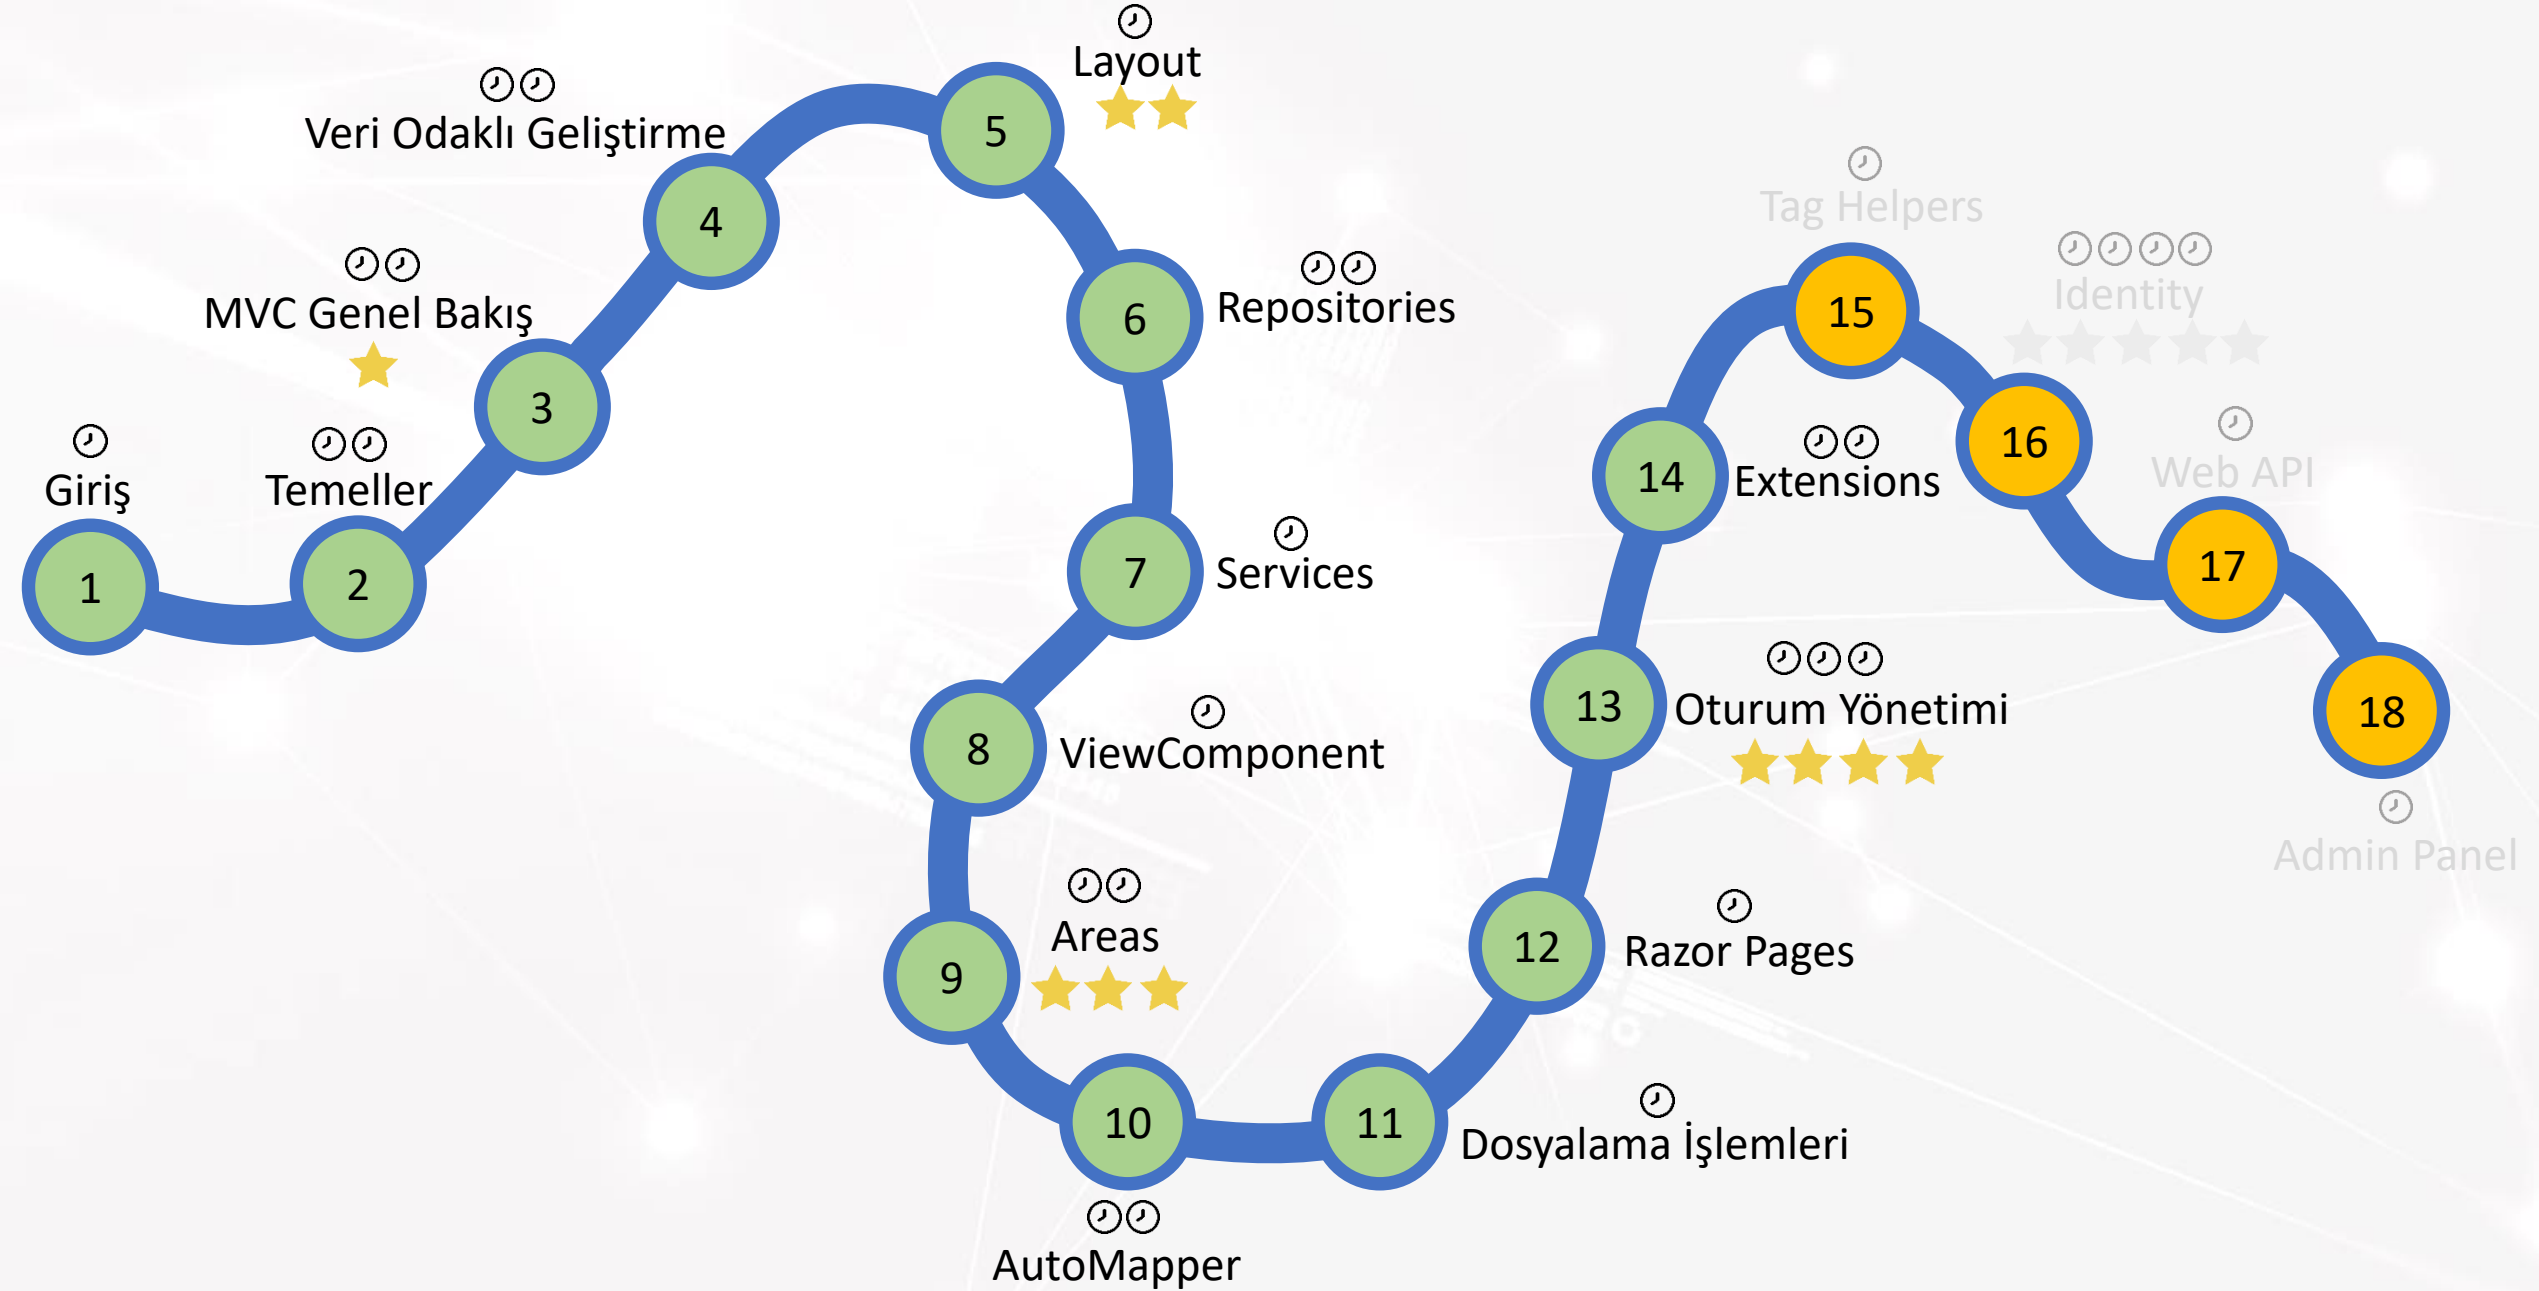 1
Giriş
2
Temeller
3
MVC Genel Bakış
4
Veri Odaklı Geliştirme
5
Layout
6
Repositories
7
Services
8
ViewComponent
9
Areas
10
AutoMapper
11
Dosyalama İşlemleri
12
Razor Pages
13
Oturum Yönetimi
14
Extensions
15
Tag Helpers
16
Identity
17
Web API
18
Admin Panel